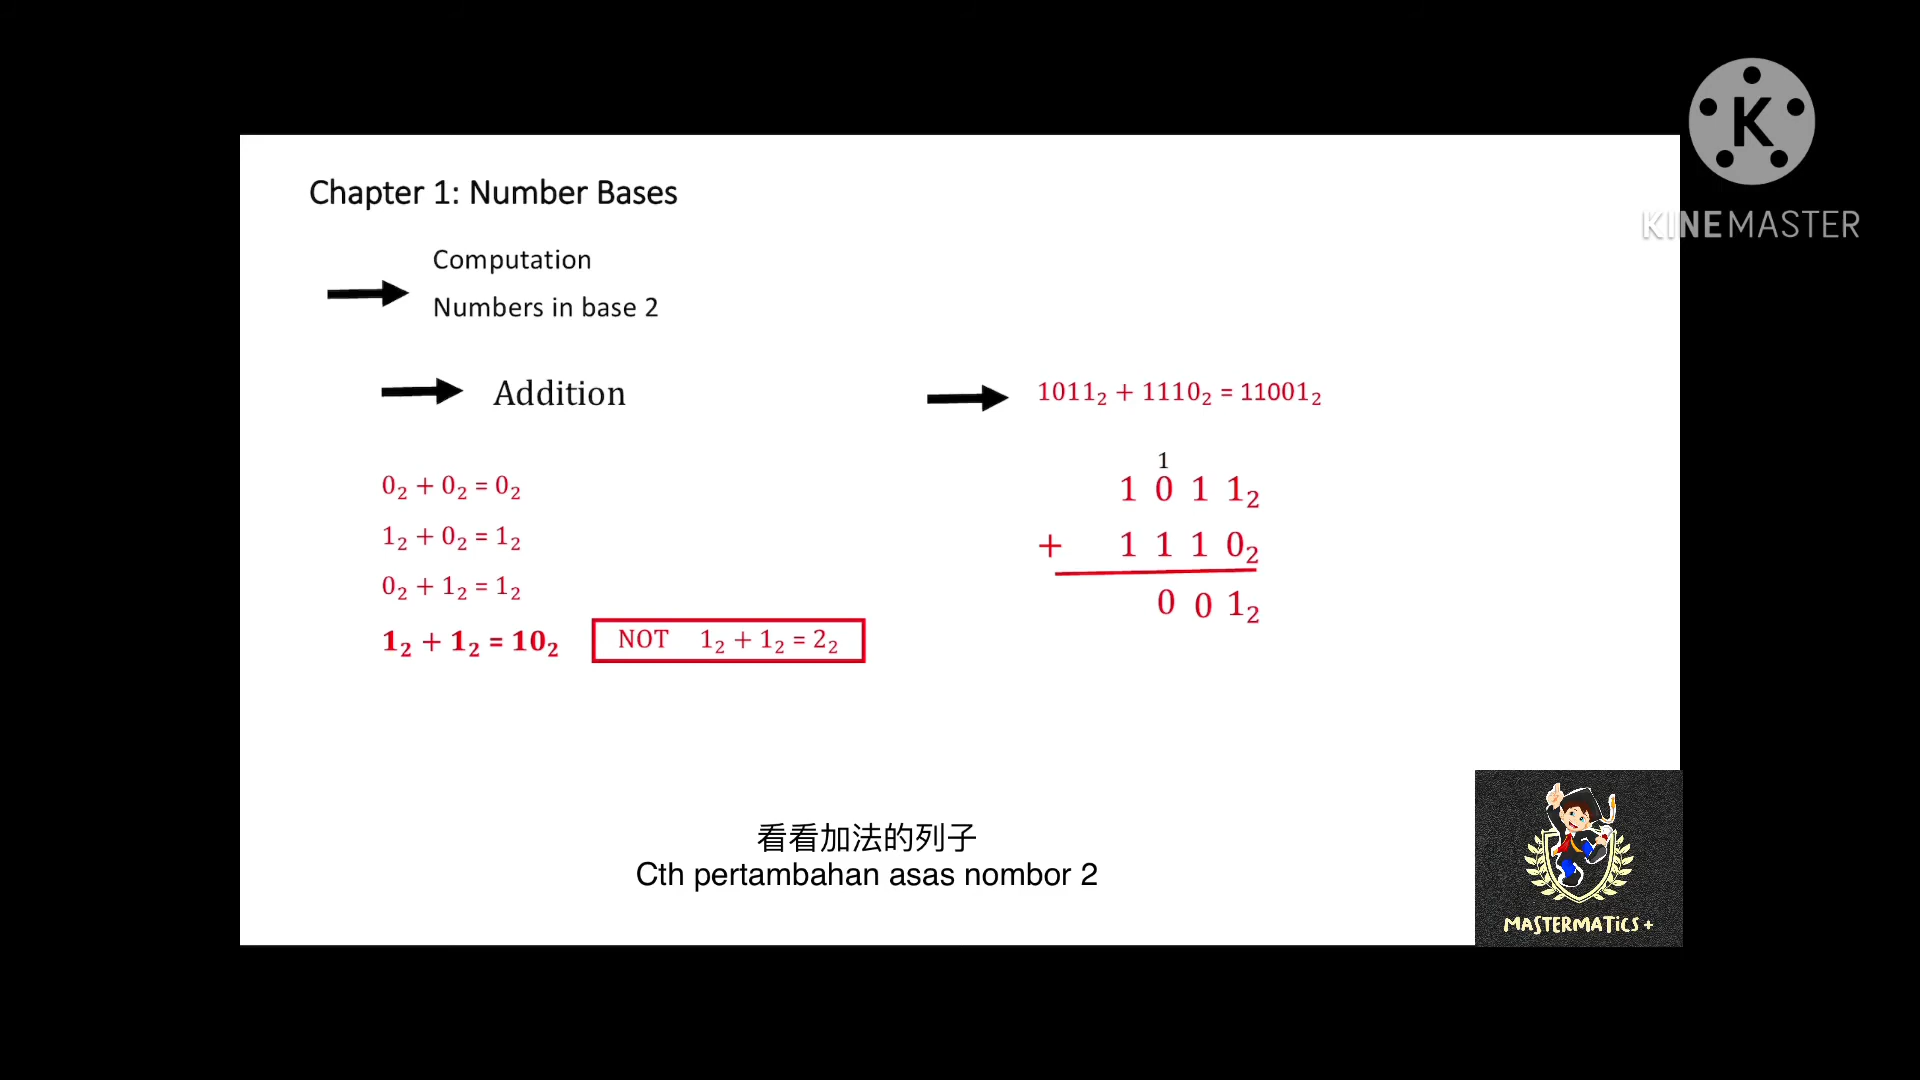 K
KINEMASTER
Chapter 1: Number Bases
Computation
Numbers in base 2
Addition
0₂ + 0₂ = 0₂
1₂ + 0₂ = 1₂
0₂ + 1₂ = 1₂
1₂ + 1₂ = 10₂
NOT 1₂ + 1₂ = 2₂
1011₂ + 1110₂ = 11001₂
1
1 0 1 1₂
+ 1 1 1 0₂
0 0 1₂
看看加法的列子
Cth pertambahan asas nombor 2
MASTERMATiCS +